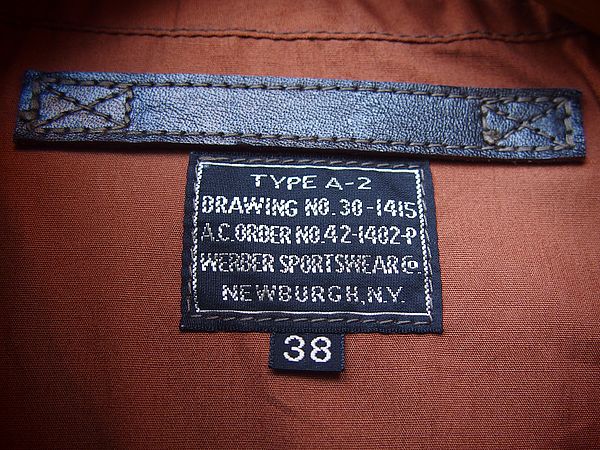 TYPE A-2
DRAWING NO. 30-1415
A.C. ORDER NO. 42-1402-P
WERBER SPORTSWEAR Co.
NEWBURGH, N.Y.
38